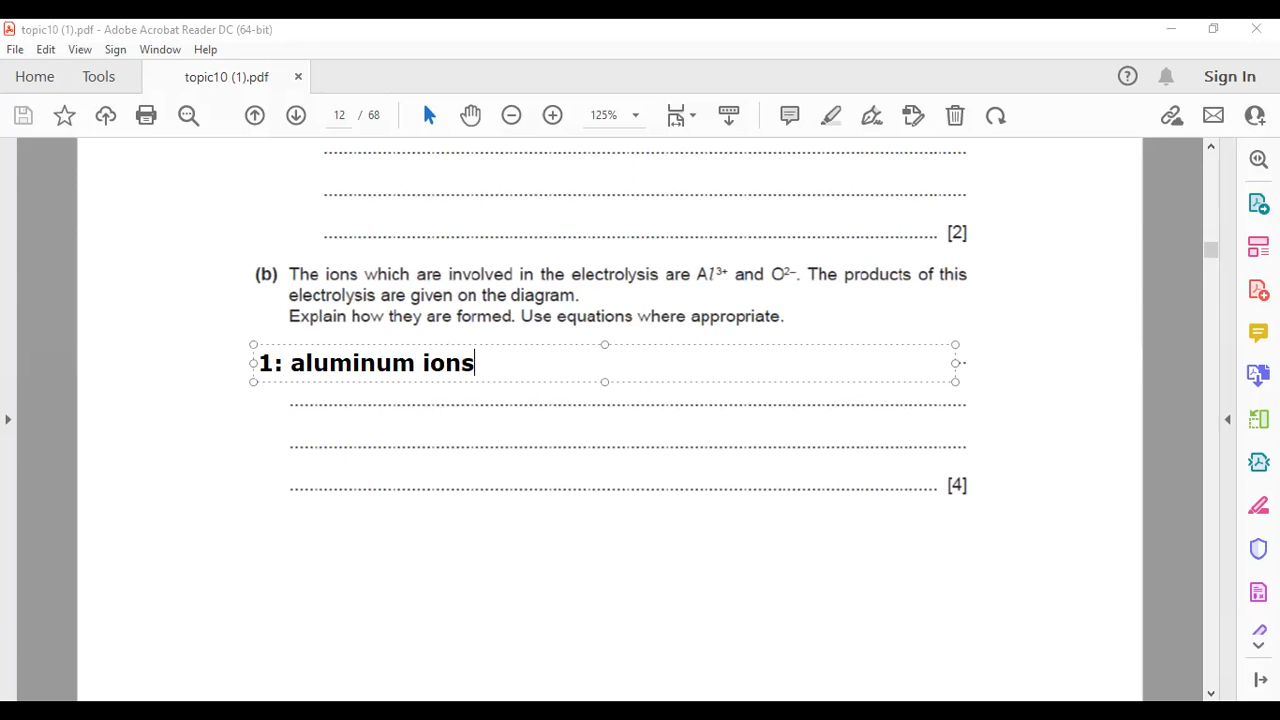 topic10 (1).pdf - Adobe Acrobat Reader DC (64-bit)
File Edit View Sign Window Help
Home Tools topic10 (1).pdf × Sign In
12 / 68 125%
[2]
(b) The ions which are involved in the electrolysis are Al³⁺ and O²⁻. The products of this
electrolysis are given on the diagram.
Explain how they are formed. Use equations where appropriate.
1: aluminum ions
[4]